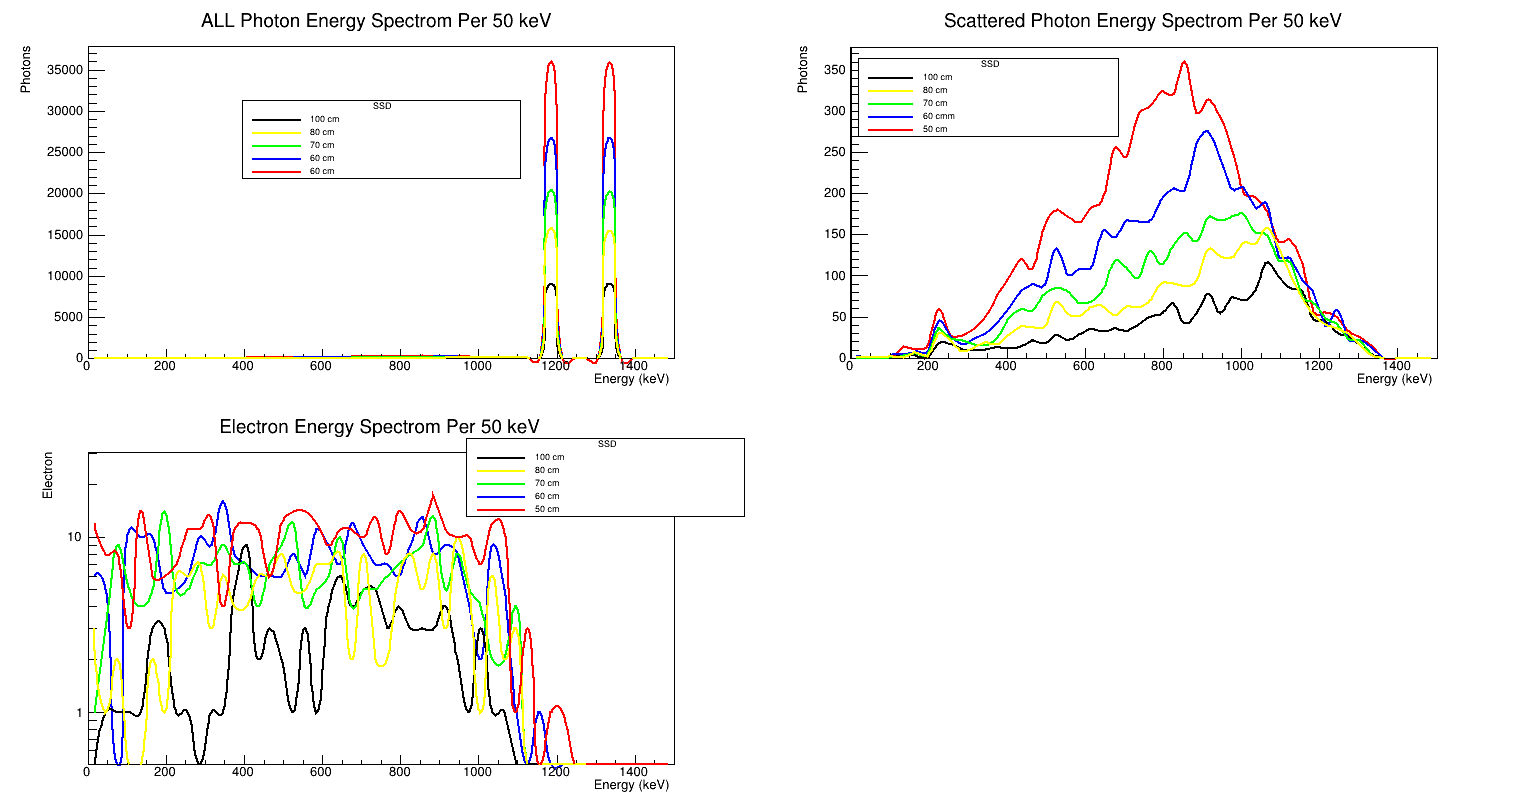 ALL Photon Energy Spectrom Per 50 keV
Photons
35000
30000
25000
20000
15000
10000
5000
0
SSD
100 cm
80 cm
70 cm
60 cm
60 cm
0 200 400 600 800 1000 1200 1400
Energy (keV)
Scattered Photon Energy Spectrom Per 50 keV
Photons
350
300
250
200
150
100
50
0
SSD
100 cm
80 cm
70 cm
60 cmm
50 cm
0 200 400 600 800 1000 1200 1400
Energy (keV)
Electron Energy Spectrom Per 50 keV
Electron
10
1
SSD
100 cm
80 cm
70 cm
60 cm
50 cm
0 200 400 600 800 1000 1200 1400
Energy (keV)